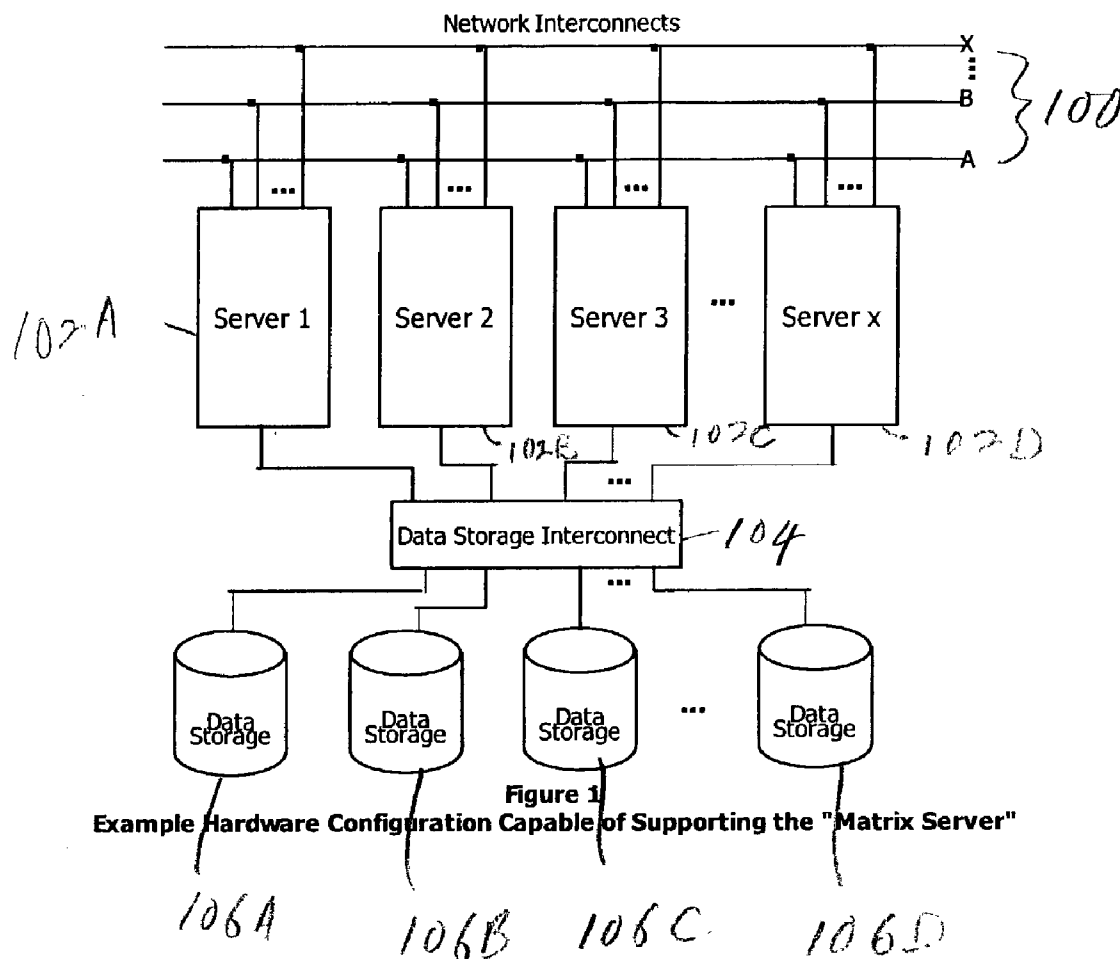 Network Interconnects
X
B
A
100
...
...
...
...
Server 1
Server 2
Server 3
...
Server x
102A
102B
102C
102D
...
Data Storage Interconnect
104
...
Data
Storage
Data
Storage
Data
Storage
...
Data
Storage
Figure 1
Example Hardware Configuration Capable of Supporting the "Matrix Server"
106A
106B
106C
106D